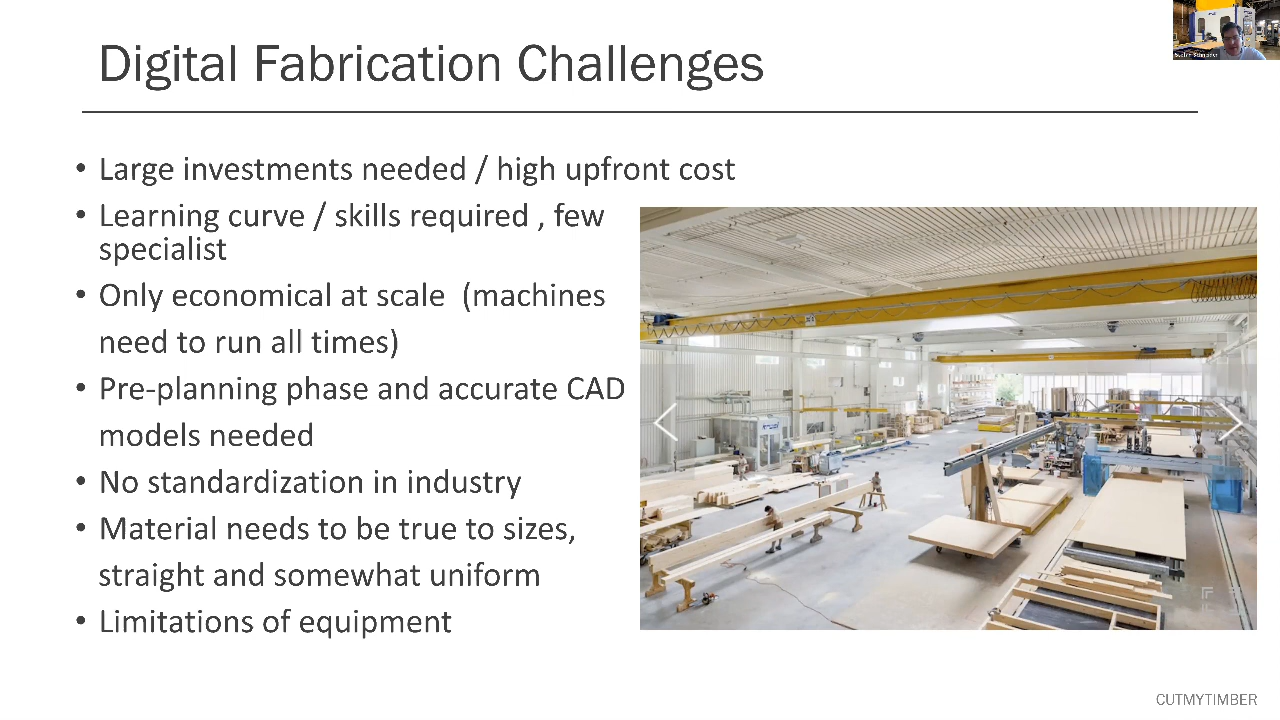 Digital Fabrication Challenges
• Large investments needed / high upfront cost
• Learning curve / skills required , few
specialist
• Only economical at scale  (machines
need to run all times)
• Pre-planning phase and accurate CAD
models needed
• No standardization in industry
• Material needs to be true to sizes,
straight and somewhat uniform
• Limitations of equipment
CUTMYTIMBER